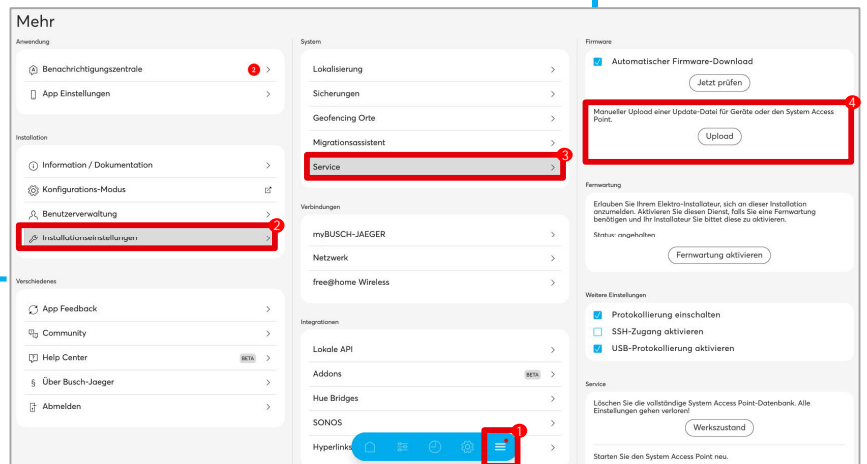 Mehr
Anwendung
Benachrichtigungszentrale 2
App Einstellungen
Installation
Information / Dokumentation
Konfigurations-Modus
Benutzerverwaltung
2
Installationseinstellungen
Verschiedenes
App Feedback
Community
Help Center BETA
§ Über Busch-Jaeger
Abmelden
System
Lokalisierung
Sicherungen
Geofencing Orte
Migrationsassistent
3
Service
Verbindungen
myBUSCH-JAEGER
Netzwerk
free@home Wireless
Integrationen
Lokale API
Addons BETA
Hue Bridges
SONOS
1
Hyperlinks
Firmware
Automatischer Firmware-Download
Jetzt prüfen
4
Manueller Upload einer Update-Datei für Geräte oder den System Access
Point.
Upload
Fernwartung
Erlauben Sie Ihrem Elektro-Installateur, sich an dieser Installation
anzumelden. Aktivieren Sie diesen Dienst, falls Sie eine Fernwartung
benötigen und Ihr Installateur Sie bittet diese zu aktivieren.
Status: angehalten
Fernwartung aktivieren
Weitere Einstellungen
Protokollierung einschalten
SSH-Zugang aktivieren
USB-Protokollierung aktivieren
Service
Löschen Sie die vollständige System Access Point-Datenbank. Alle
Einstellungen gehen verloren!
Werkszustand
Starten Sie den System Access Point neu.